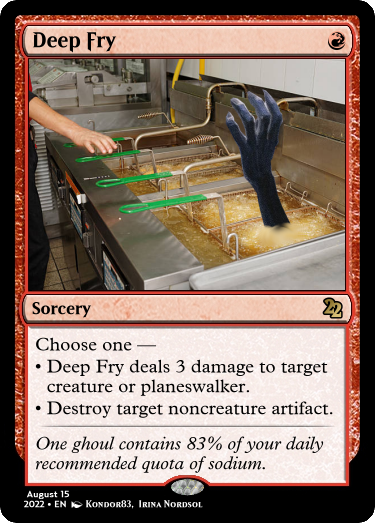 Deep Fry
Sorcery
22
Choose one —
• Deep Fry deals 3 damage to target
creature or planeswalker.
• Destroy target noncreature artifact.
One ghoul contains 83% of your daily
recommended quota of sodium.
August 15
2022 • EN Kondor83, Irina Nordsol